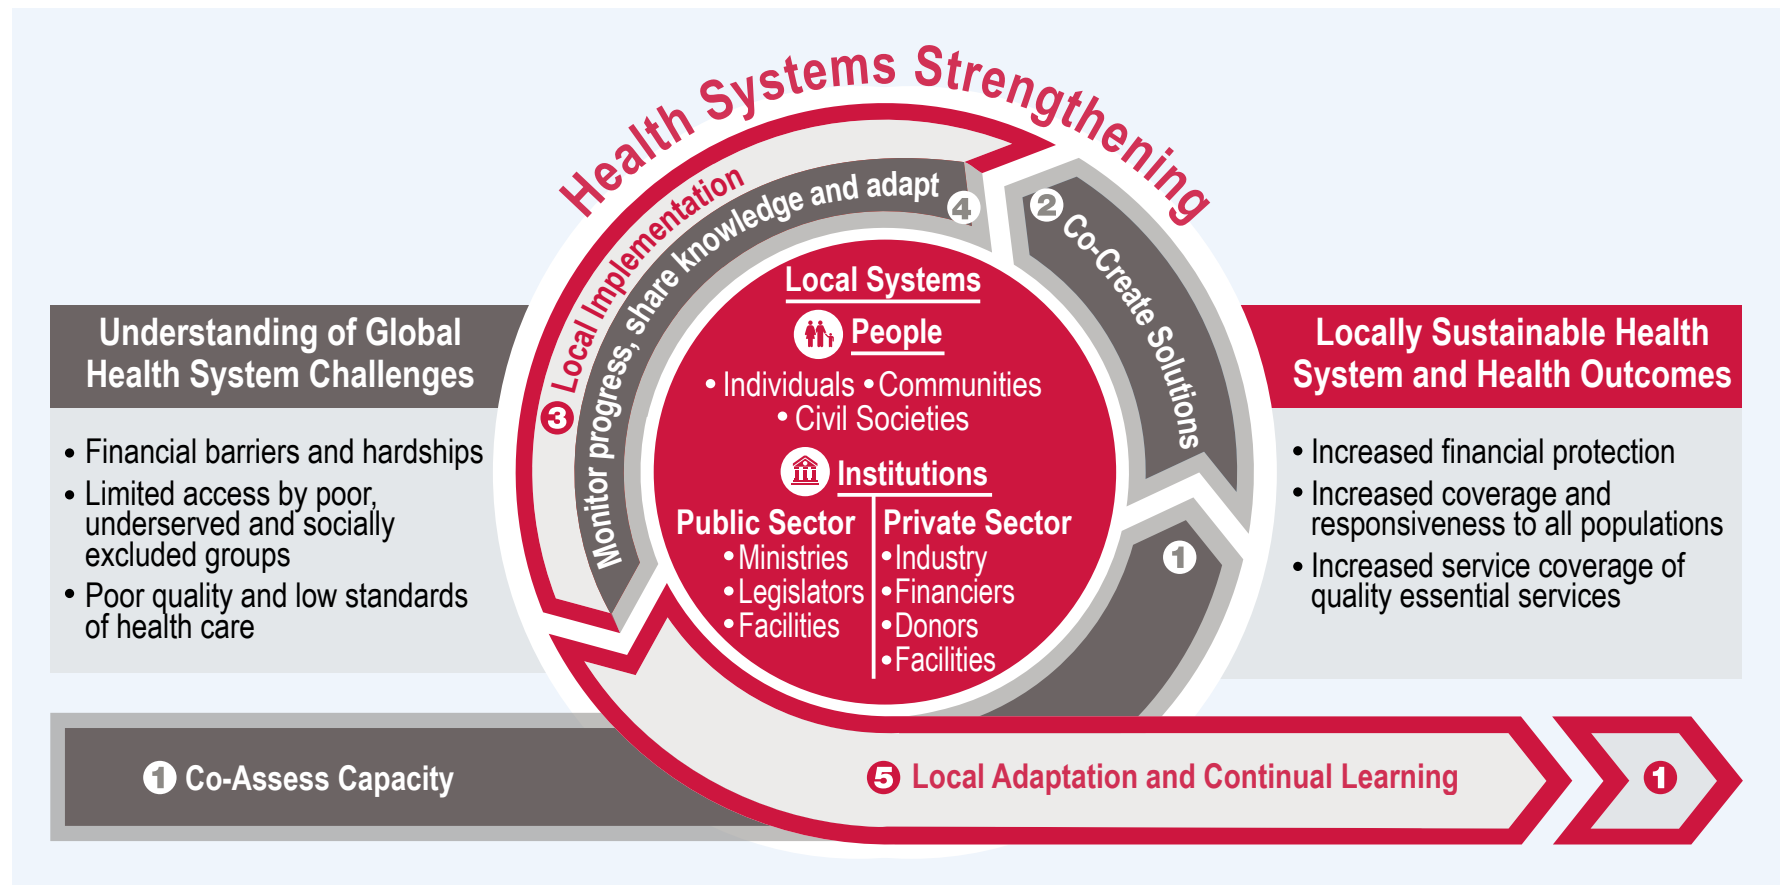 Health Systems Strengthening
Understanding of Global
Health System Challenges
• Financial barriers and hardships
• Limited access by poor,
underserved and socially
excluded groups
• Poor quality and low standards
of health care
3 Local Implementation
Monitor progress, share knowledge and adapt 4
2 Co-Create Solutions
1
Local Systems
People
• Individuals • Communities
• Civil Societies
Institutions
Public Sector
• Ministries
• Legislators
• Facilities
Private Sector
• Industry
• Financiers
• Donors
• Facilities
Locally Sustainable Health
System and Health Outcomes
• Increased financial protection
• Increased coverage and
responsiveness to all populations
• Increased service coverage of
quality essential services
1 Co-Assess Capacity
5 Local Adaptation and Continual Learning
1